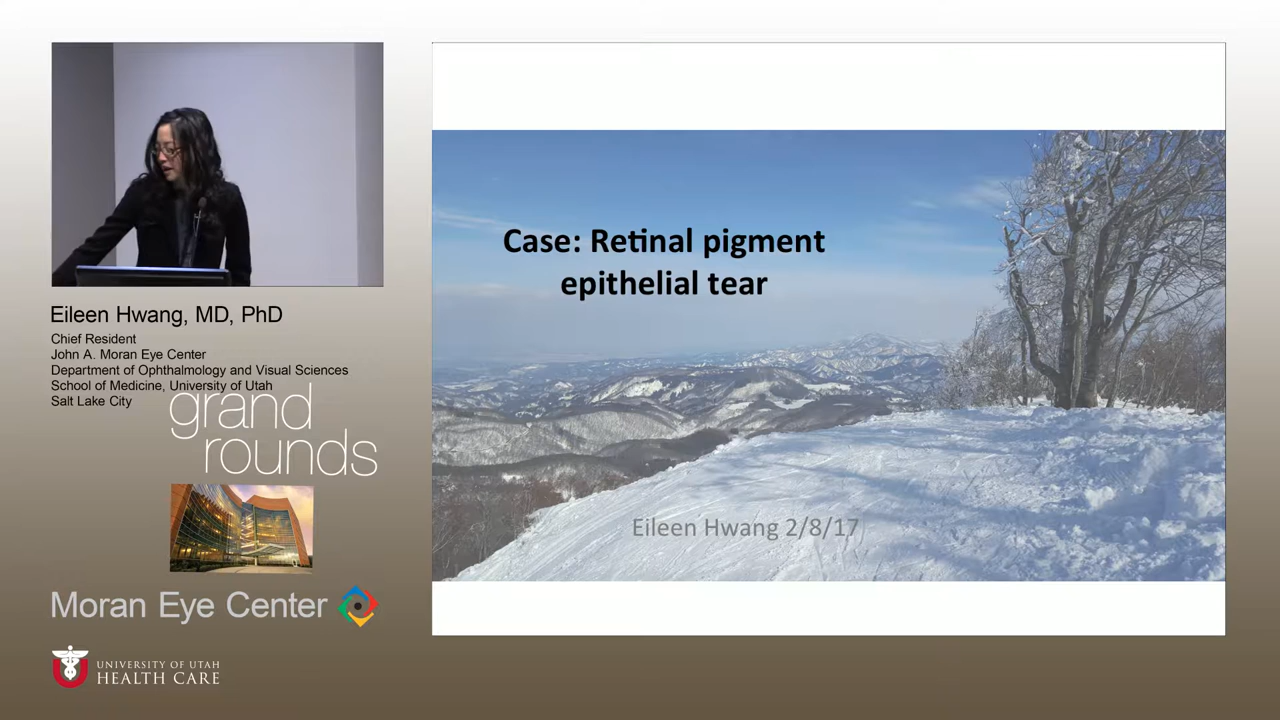 Eileen Hwang, MD, PhD
Chief Resident
John A. Moran Eye Center
Department of Ophthalmology and Visual Sciences
School of Medicine, University of Utah
Salt Lake City
grand
rounds
Moran Eye Center
UNIVERSITY OF UTAH
HEALTH CARE
Case: Retinal pigment
epithelial tear
Eileen Hwang 2/8/17